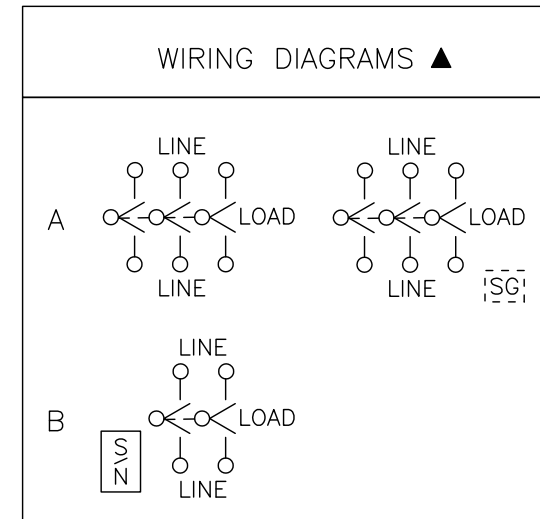 WIRING DIAGRAMS ▲
LINE LINE
A LOAD LOAD
LINE LINE SG
LINE
B LOAD
S/N
LINE